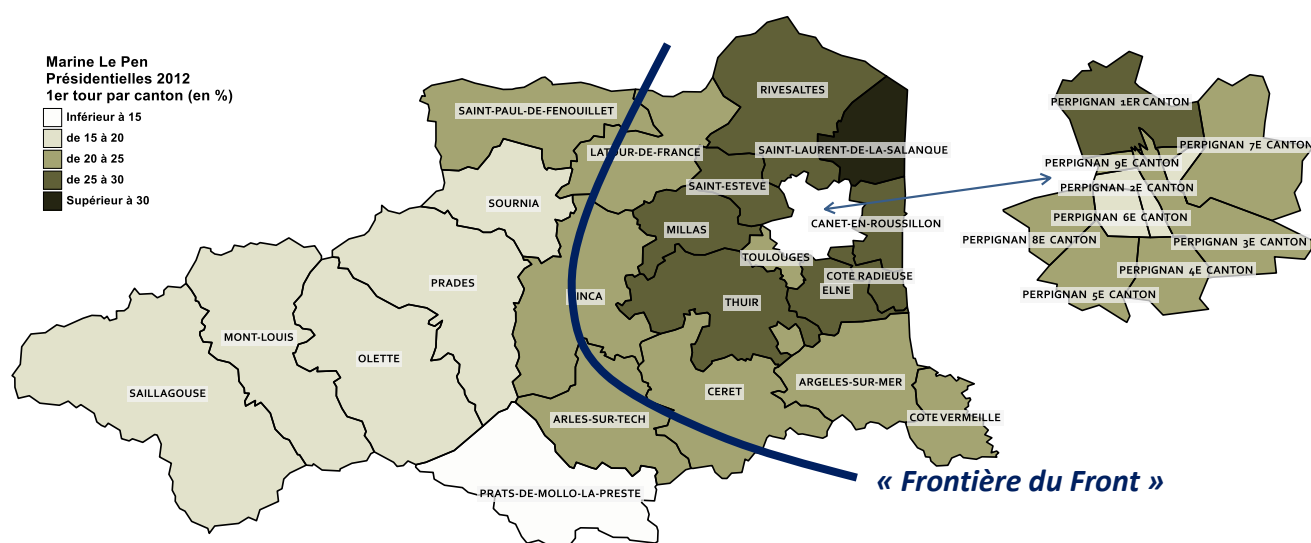 Marine Le Pen
Présidentielles 2012
1er tour par canton (en %)
Inférieur à 15
de 15 à 20
de 20 à 25
de 25 à 30
Supérieur à 30
RIVESALTES
SAINT-PAUL-DE-FENOUILLET
LATOUR-DE-FRANCE
SAINT-LAURENT-DE-LA-SALANQUE
SAINT-ESTEVE
SOURNIA
MILLAS
CANET-EN-ROUSSILLON
TOULOUGES
COTE RADIEUSE
ELNE
PRADES
VINCA
THUIR
MONT-LOUIS
OLETTE
SAILLAGOUSE
CERET
ARGELES-SUR-MER
ARLES-SUR-TECH
COTE VERMEILLE
PRATS-DE-MOLLO-LA-PRESTE
« Frontière du Front »
PERPIGNAN 1ER CANTON
PERPIGNAN 7E CANTON
PERPIGNAN 9E CANTON
PERPIGNAN 2E CANTON
PERPIGNAN 6E CANTON
PERPIGNAN 8E CANTON
PERPIGNAN 3E CANTON
PERPIGNAN 4E CANTON
PERPIGNAN 5E CANTON